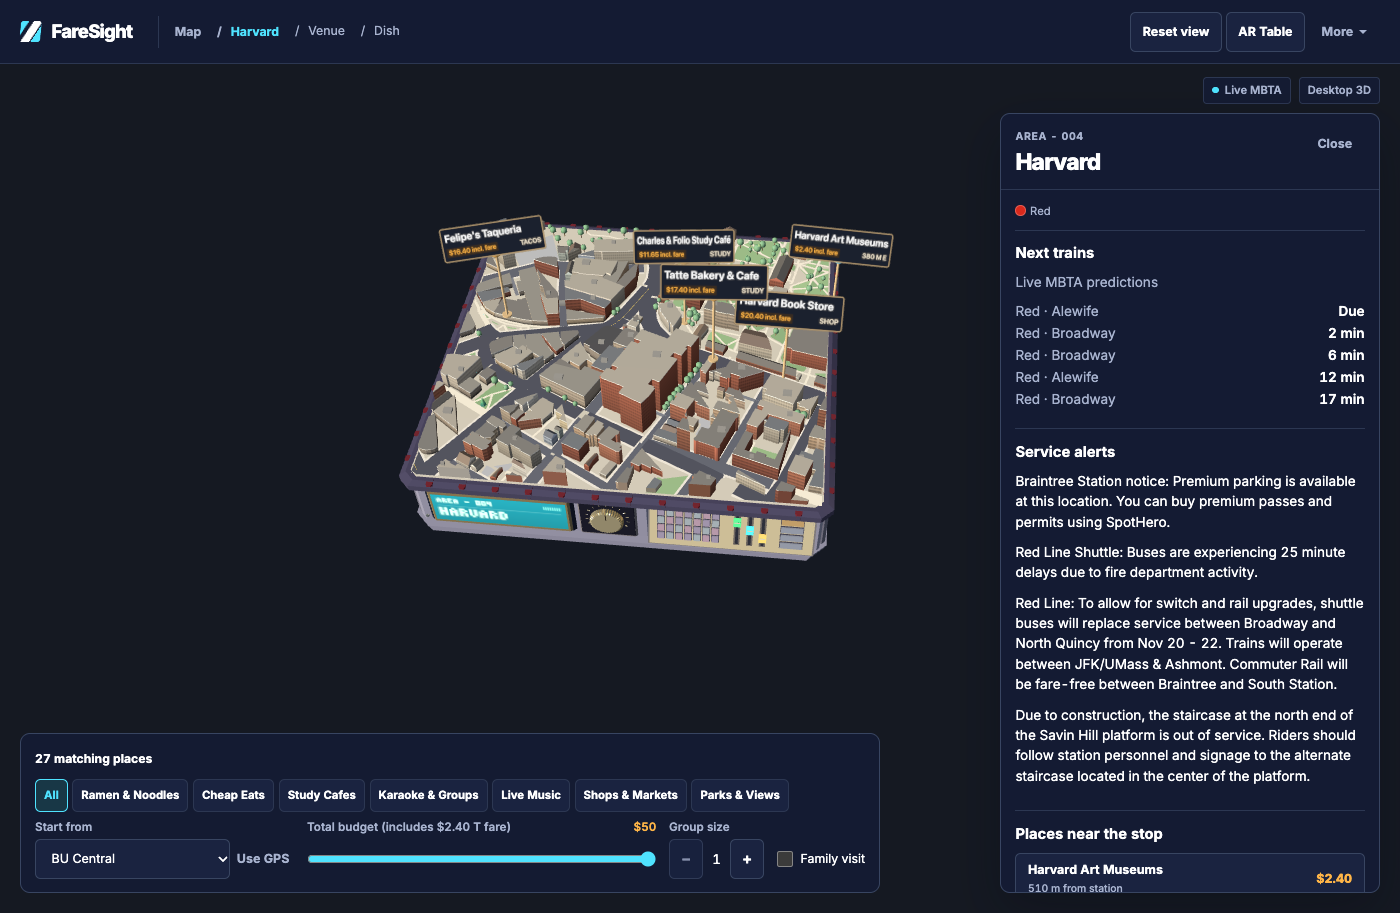 FareSight
Map / Harvard / Venue / Dish
Reset view
AR Table
More
Live MBTA
Desktop 3D
AREA - 004
Harvard
Close
Red
Next trains
Live MBTA predictions
Red · Alewife Due
Red · Broadway 2 min
Red · Broadway 6 min
Red · Alewife 12 min
Red · Broadway 17 min
Service alerts
Braintree Station notice: Premium parking is available
at this location. You can buy premium passes and
permits using SpotHero.
Red Line Shuttle: Buses are experiencing 25 minute
delays due to fire department activity.
Red Line: To allow for switch and rail upgrades, shuttle
buses will replace service between Broadway and
North Quincy from Nov 20 - 22. Trains will operate
between JFK/UMass & Ashmont. Commuter Rail will
be fare-free between Braintree and South Station.
Due to construction, the staircase at the north end of
the Savin Hill platform is out of service. Riders should
follow station personnel and signage to the alternate
staircase located in the center of the platform.
Places near the stop
Harvard Art Museums
510 m from station
$2.40
Felipe's Taqueria
$16.40 incl. fare TACOS
Charles & Folio Study Café
$11.65 incl. fare STUDY
Harvard Art Museums
$2.40 incl. fare
Tatte Bakery & Cafe
$17.40 incl. fare STUDY
Harvard Book Store
$20.40 incl. fare SHOP
AREA - 004
HARVARD
27 matching places
All
Ramen & Noodles
Cheap Eats
Study Cafes
Karaoke & Groups
Live Music
Shops & Markets
Parks & Views
Start from
BU Central
Use GPS
Total budget (includes $2.40 T fare) $50
Group size
− 1 +
Family visit